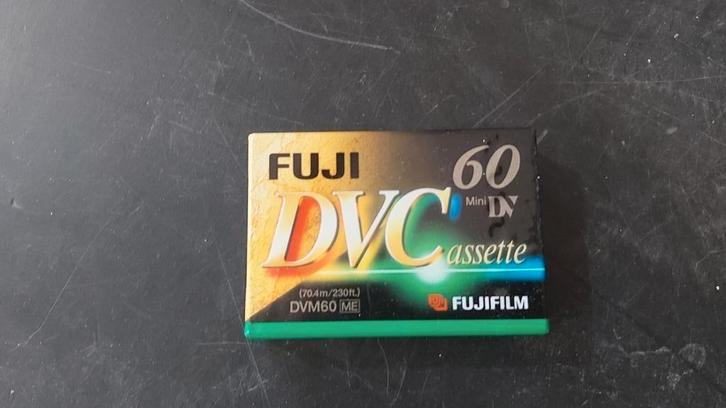 FUJI
60
Mini DV
DVCassette
(70.4m/230ft.)
DVM60 ME
FUJIFILM